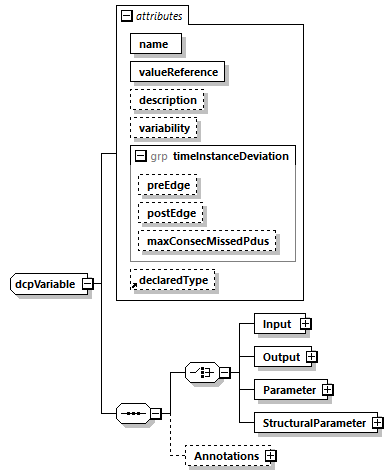 attributes
name
valueReference
description
variability
grp timeInstanceDeviation
preEdge
postEdge
maxConsecMissedPdus
declaredType
dcpVariable
Input
Output
Parameter
StructuralParameter
Annotations